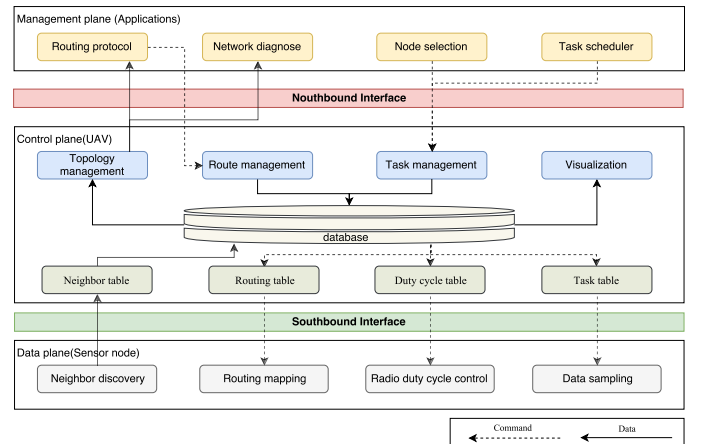 Management plane (Applications)
Routing protocol
Network diagnose
Node selection
Task scheduler
Nouthbound Interface
Control plane(UAV)
Topology
management
Route management
Task management
Visualization
database
Neighbor table
Routing table
Duty cycle table
Task table
Southbound Interface
Data plane(Sensor node)
Neighbor discovery
Routing mapping
Radio duty cycle control
Data sampling
Command
Data